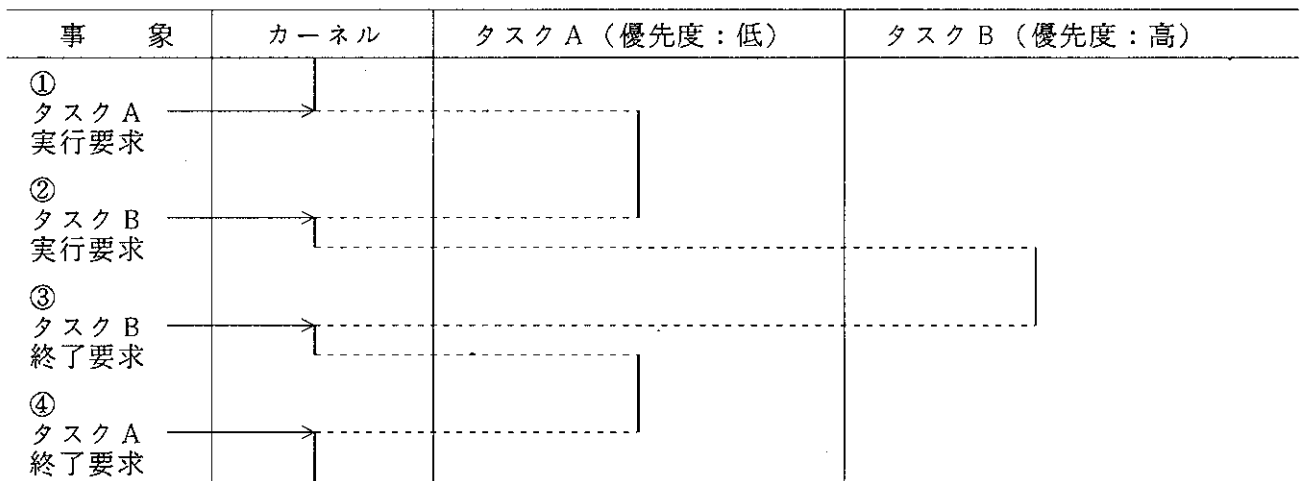 事　象 カーネル タスクA（優先度：低） タスクB（優先度：高）
①
タスクA
実行要求
②
タスクB
実行要求
③
タスクB
終了要求
④
タスクA
終了要求